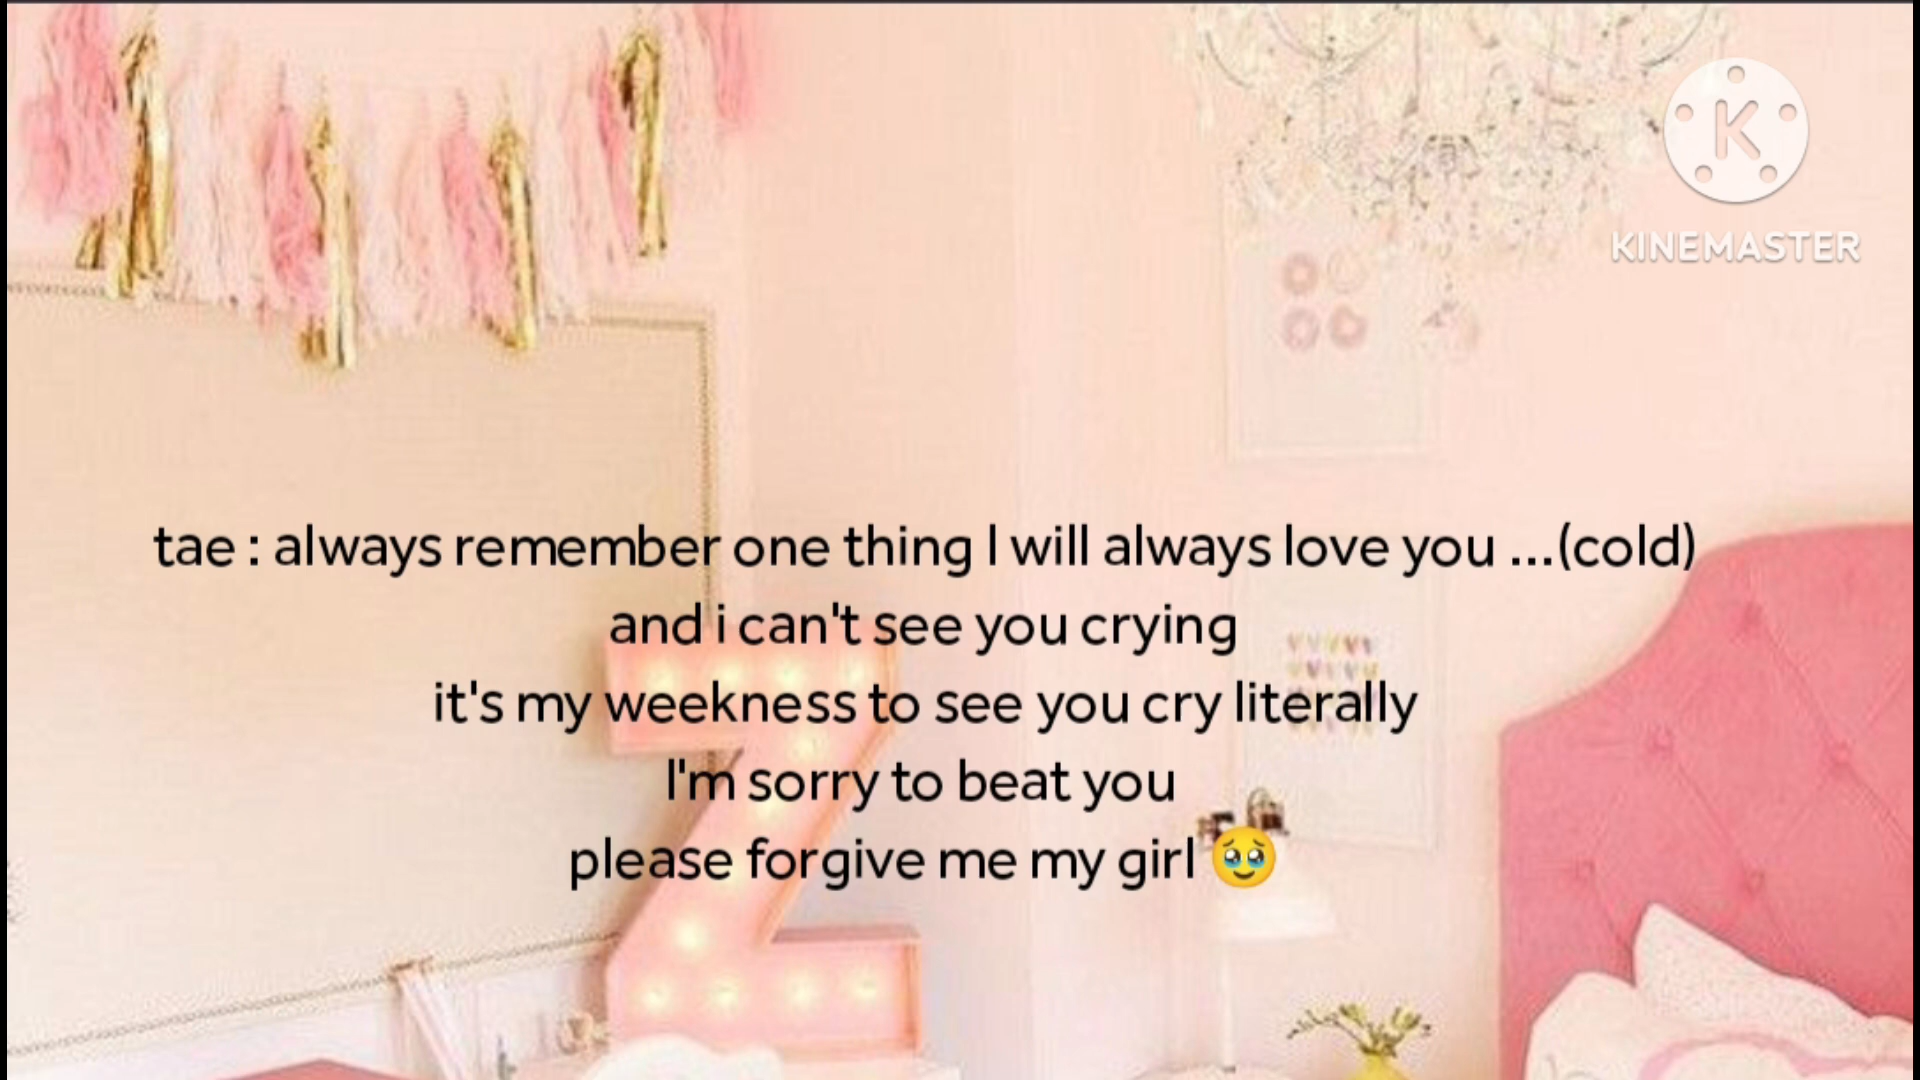 K
KINEMASTER
tae : always remember one thing I will always love you ...(cold)
and i can't see you crying
it's my weekness to see you cry literally
I'm sorry to beat you
please forgive me my girl 🥹